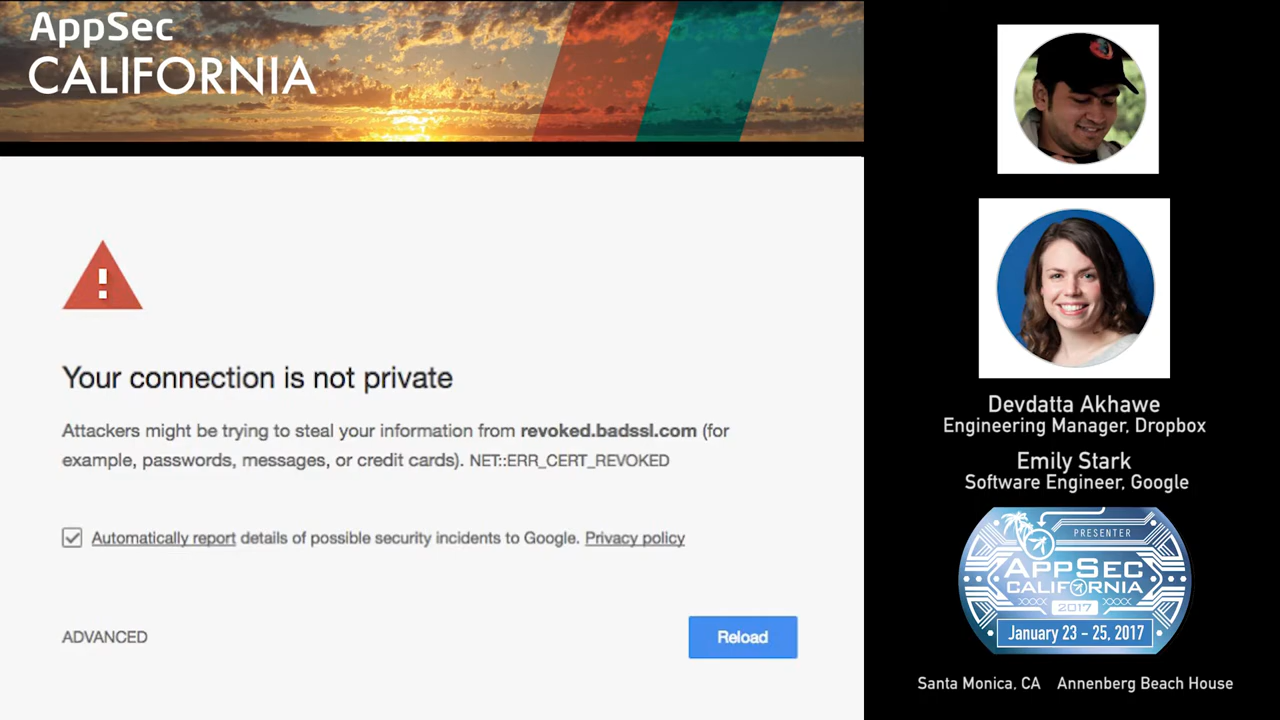 AppSec
CALIFORNIA
Your connection is not private
Attackers might be trying to steal your information from revoked.badssl.com (for
example, passwords, messages, or credit cards). NET::ERR_CERT_REVOKED
Automatically report details of possible security incidents to Google. Privacy policy
ADVANCED
Reload
Devdatta Akhawe
Engineering Manager, Dropbox
Emily Stark
Software Engineer, Google
PRESENTER
APPSEC
CALIFORNIA
2017
January 23 - 25, 2017
Santa Monica, CA Annenberg Beach House